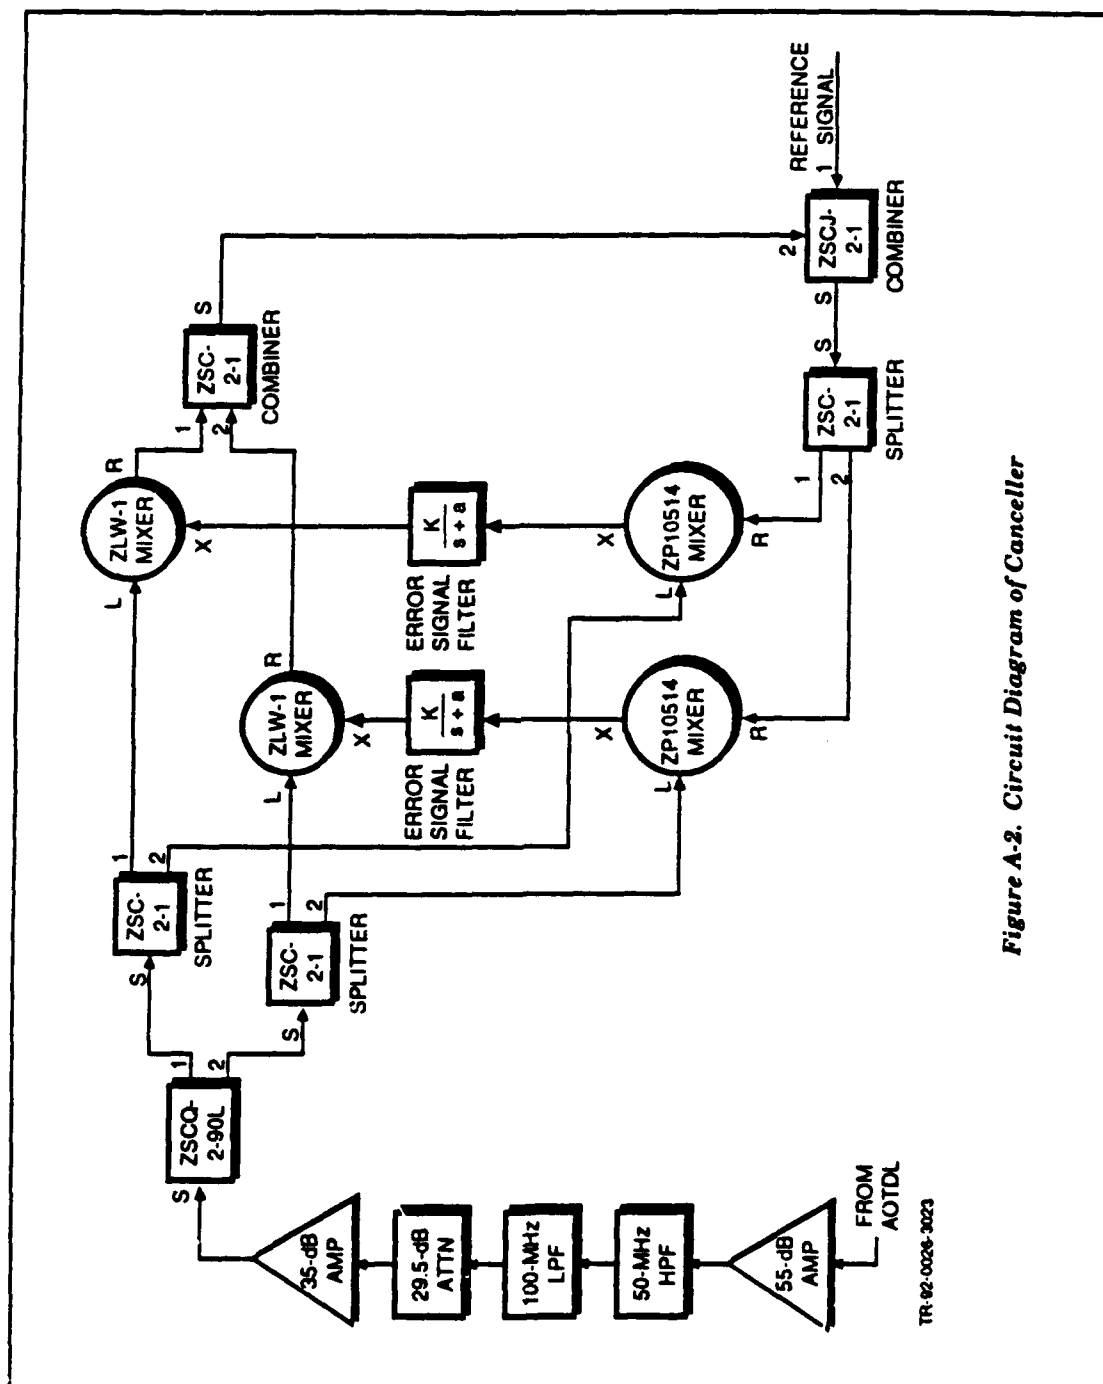 FROM
AOTDL
55-dB
AMP
50-MHz
HPF
100-MHz
LPF
29.5-dB
ATTN
35-dB
AMP
S
ZSCQ-
2-90L
1
2
S
ZSC-
2-1
SPLITTER
1
2
S
ZSC-
2-1
SPLITTER
1
2
L
ZLW-1
MIXER
R
X
L
ZLW-1
MIXER
R
X
ERROR
SIGNAL
FILTER
K
s + a
ERROR
SIGNAL
FILTER
K
s + a
X
L
ZP10514
MIXER
R
X
L
ZP10514
MIXER
R
1
2
ZSC-
2-1
COMBINER
S
1
2
ZSC-
2-1
SPLITTER
S
S
2
ZSCJ-
2-1
COMBINER
1
REFERENCE
SIGNAL
TR-92-0026-3023
Figure A-2. Circuit Diagram of Canceller